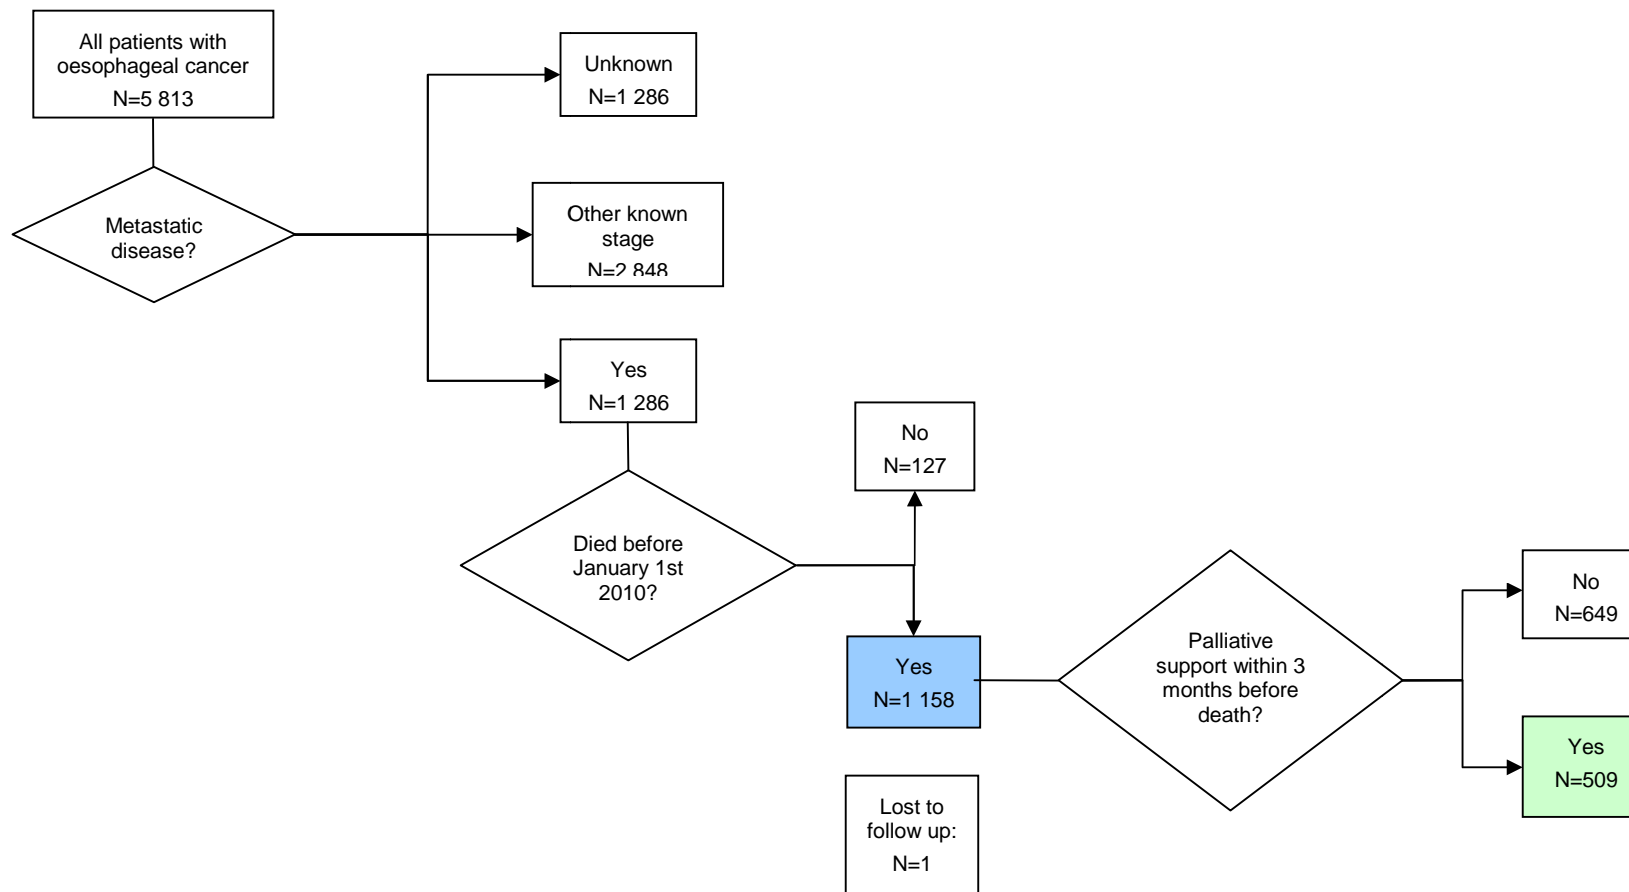 All patients with
oesophageal cancer
N=5 813
Metastatic
disease?
Unknown
N=1 286
Other known
stage
N=2 848
Yes
N=1 286
Died before
January 1st
2010?
No
N=127
Yes
N=1 158
Lost to
follow up:
N=1
Palliative
support within 3
months before
death?
No
N=649
Yes
N=509